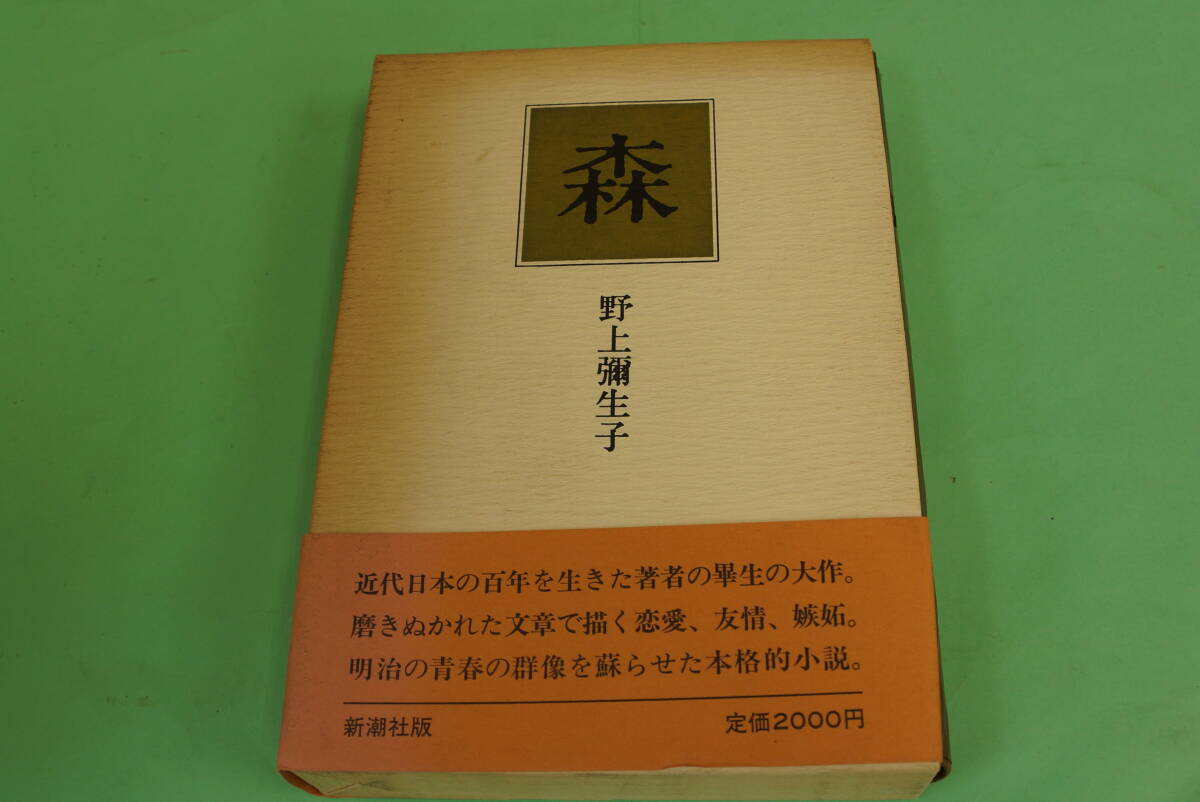 森
野上彌生子
近代日本の百年を生きた著者の畢生の大作。
磨きぬかれた文章で描く恋愛、友情、嫉妬。
明治の青春の群像を蘇らせた本格的小説。
新潮社版
定価2000円